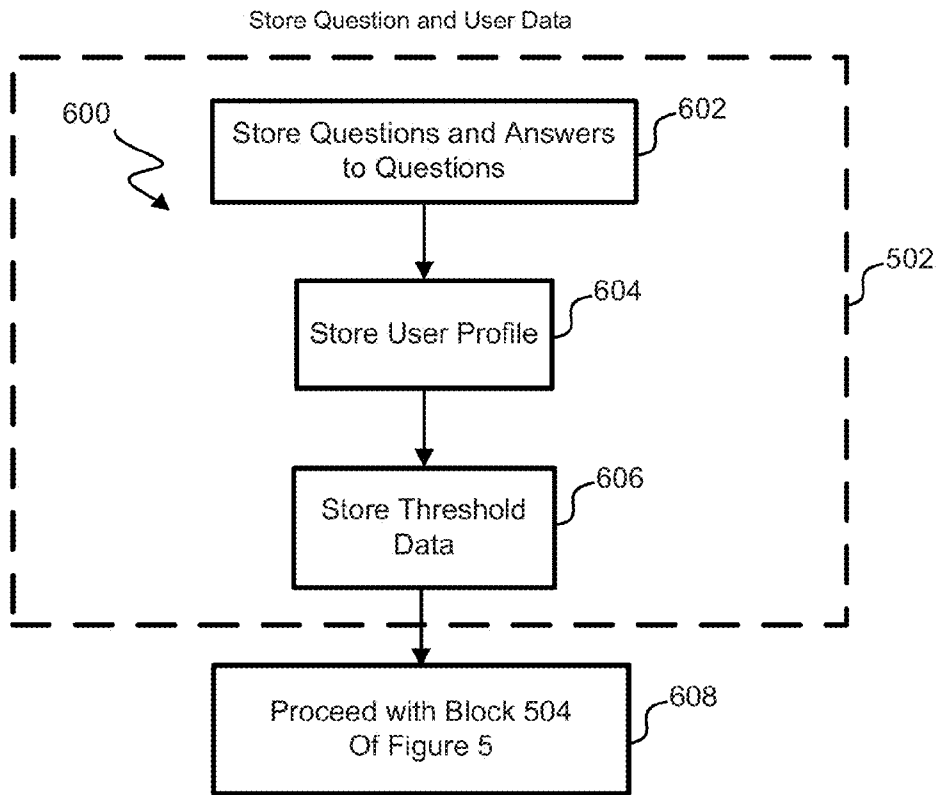 Store Question and User Data
600
Store Questions and Answers
to Questions
602
502
Store User Profile
604
Store Threshold
Data
606
Proceed with Block 504
Of Figure 5
608